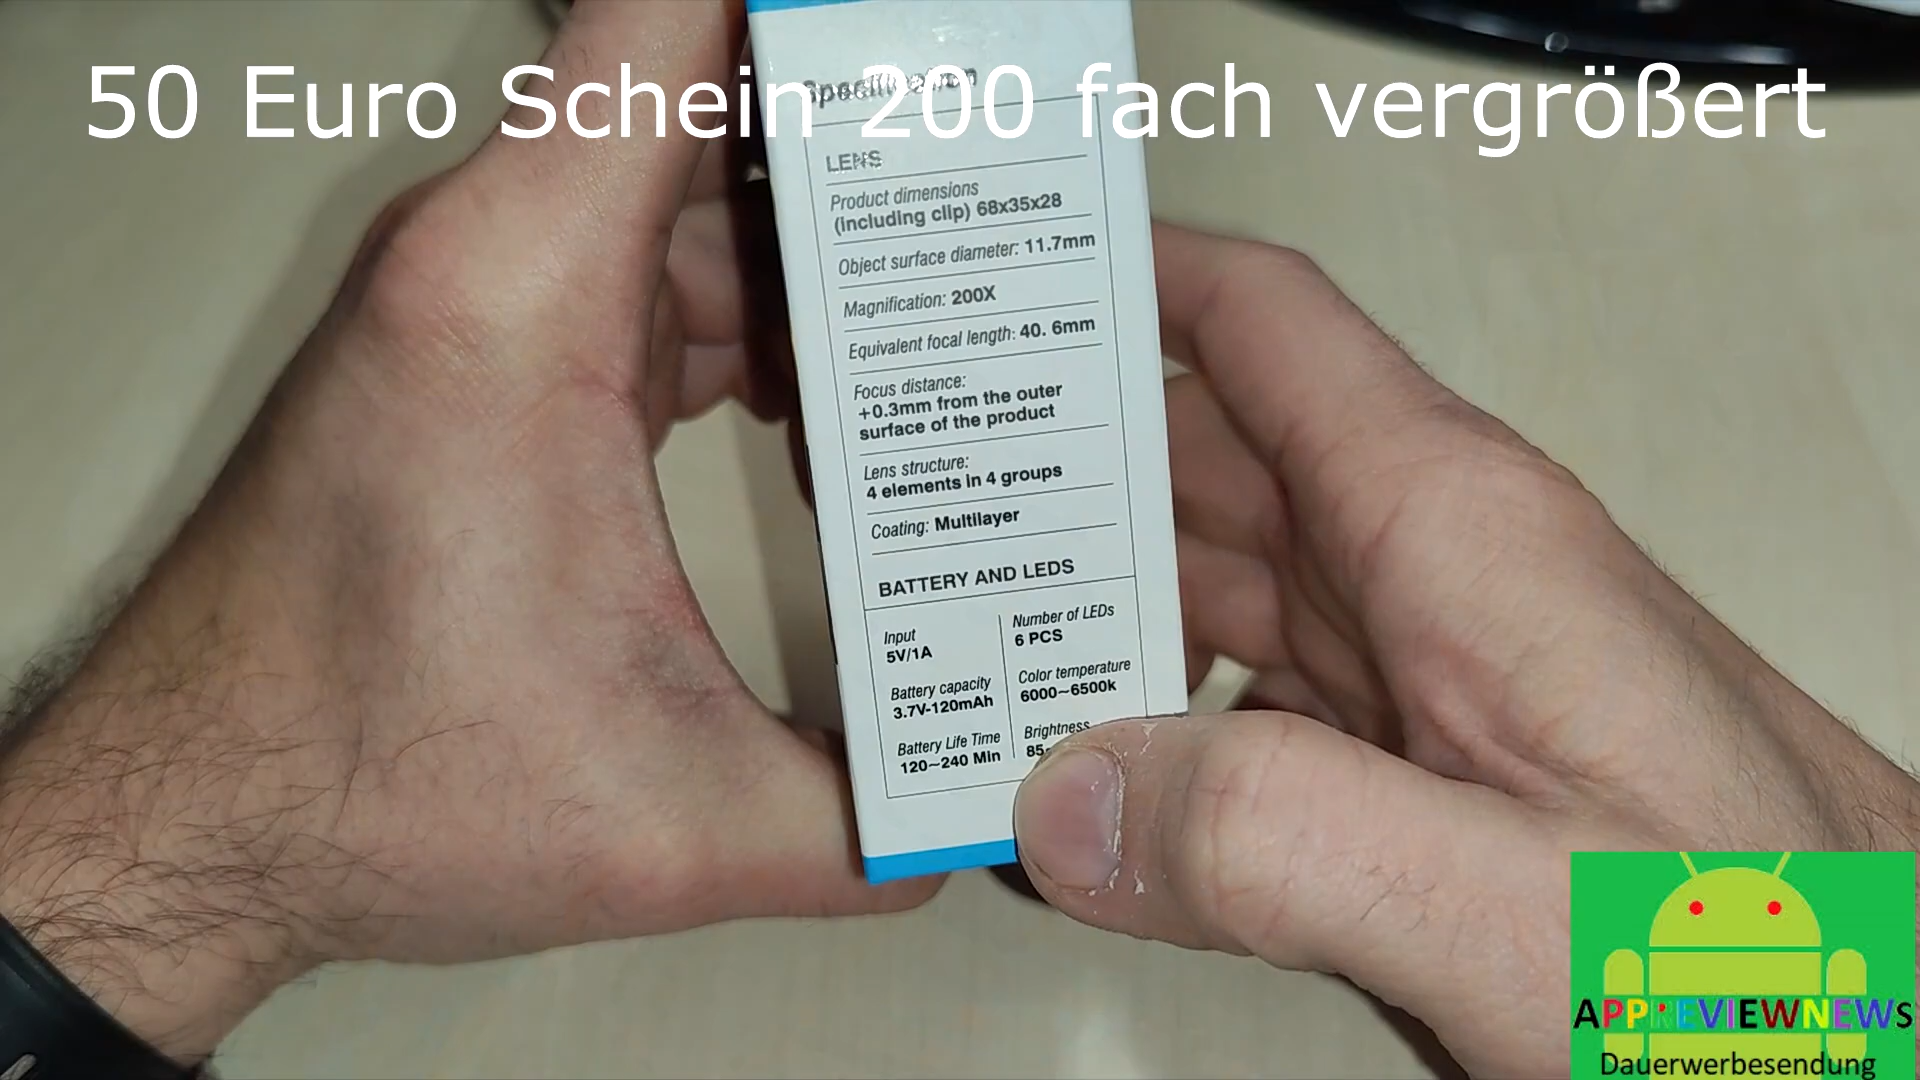 50 Euro Schein 200 fach vergrößert
Specification
LENS
Product dimensions
(including clip) 68x35x28
Object surface diameter: 11.7mm
Magnification: 200X
Equivalent focal length: 40. 6mm
Focus distance:
+0.3mm from the outer
surface of the product
Lens structure:
4 elements in 4 groups
Coating: Multilayer
BATTERY AND LEDS
Input
5V/1A
Battery capacity
3.7V-120mAh
Battery Life Time
120~240 Min
Number of LEDs
6 PCS
Color temperature
6000~6500k
Brightness
APPREVIEWNEWS
Dauerwerbesendung